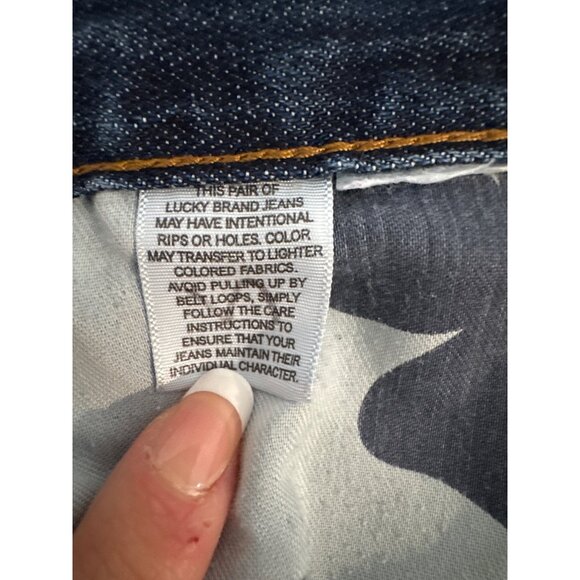 THIS PAIR OF
LUCKY BRAND JEANS
MAY HAVE INTENTIONAL
RIPS OR HOLES. COLOR
MAY TRANSFER TO LIGHTER
COLORED FABRICS.
AVOID PULLING UP BY
BELT LOOPS, SIMPLY
FOLLOW THE CARE
INSTRUCTIONS TO
ENSURE THAT YOUR
JEANS MAINTAIN THEIR
INDIVIDUAL CHARACTER.